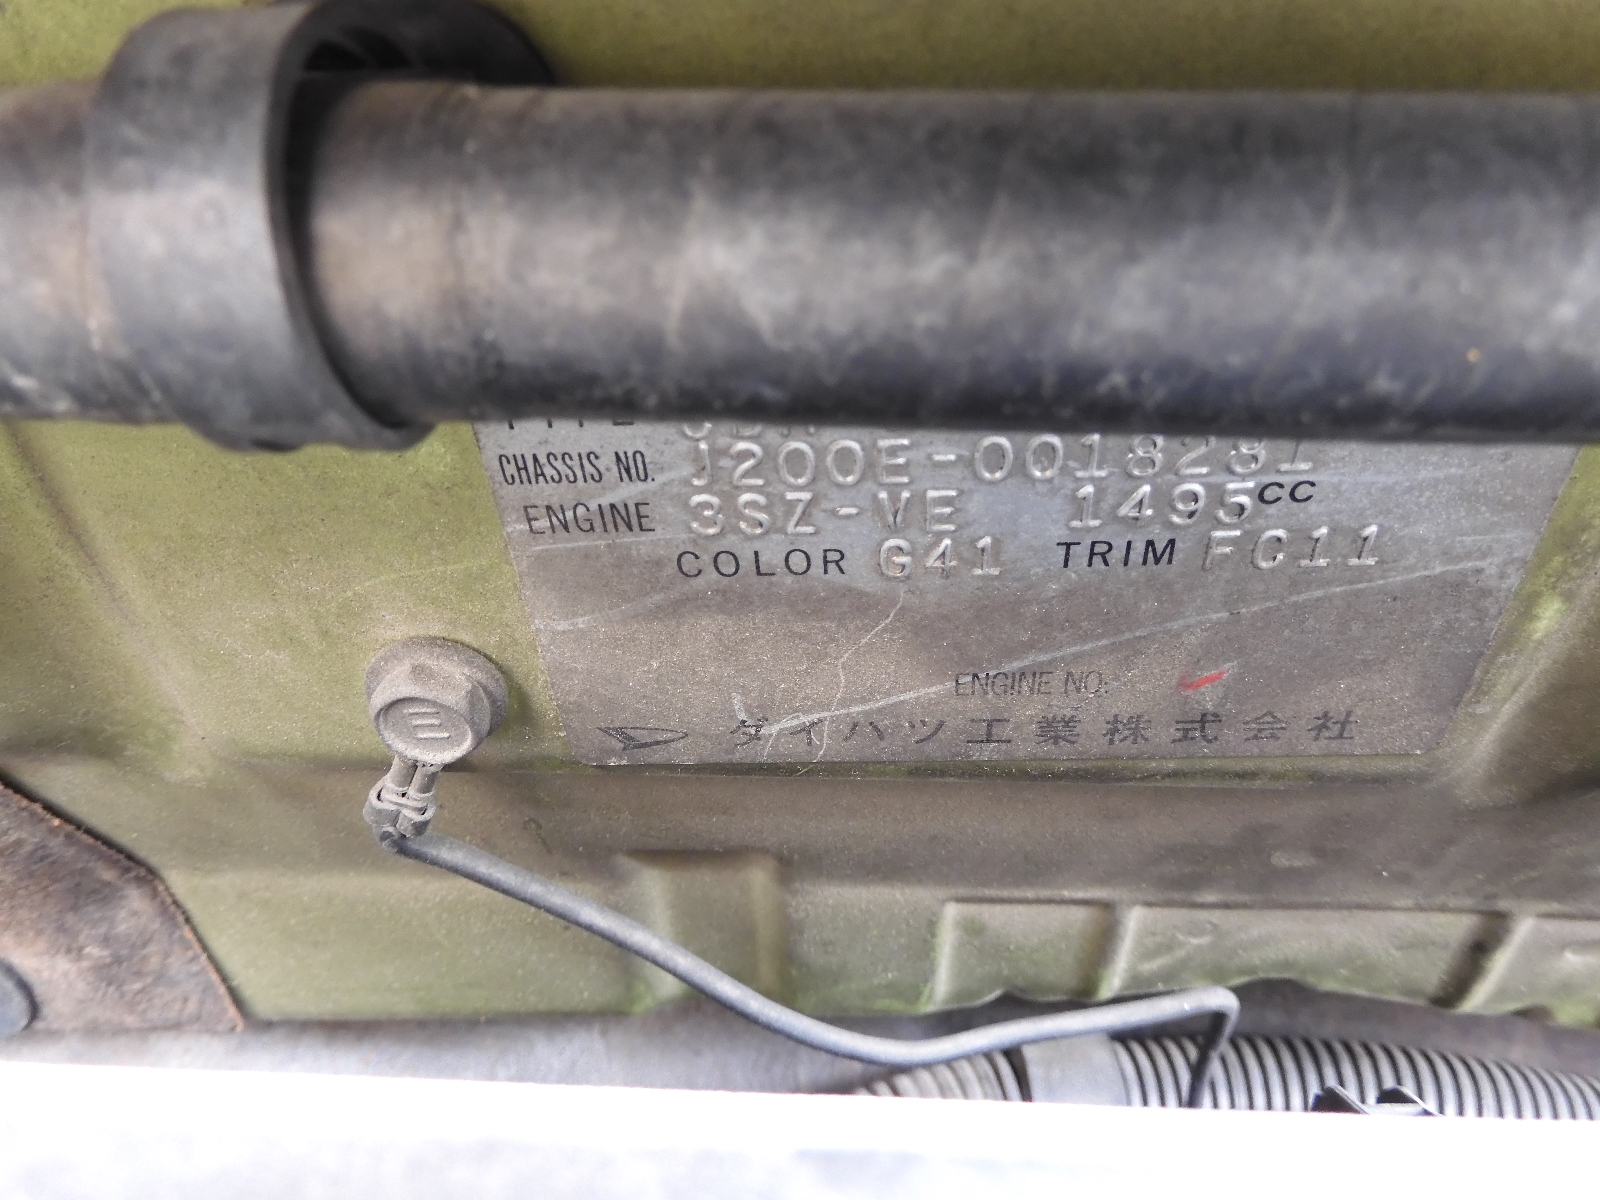 TYPE
CHASSIS NO. J200E-0018281
ENGINE 3SZ-VE 1495CC
COLOR G41 TRIM FC11
ENGINE NO.
ダイハツ工業株式会社